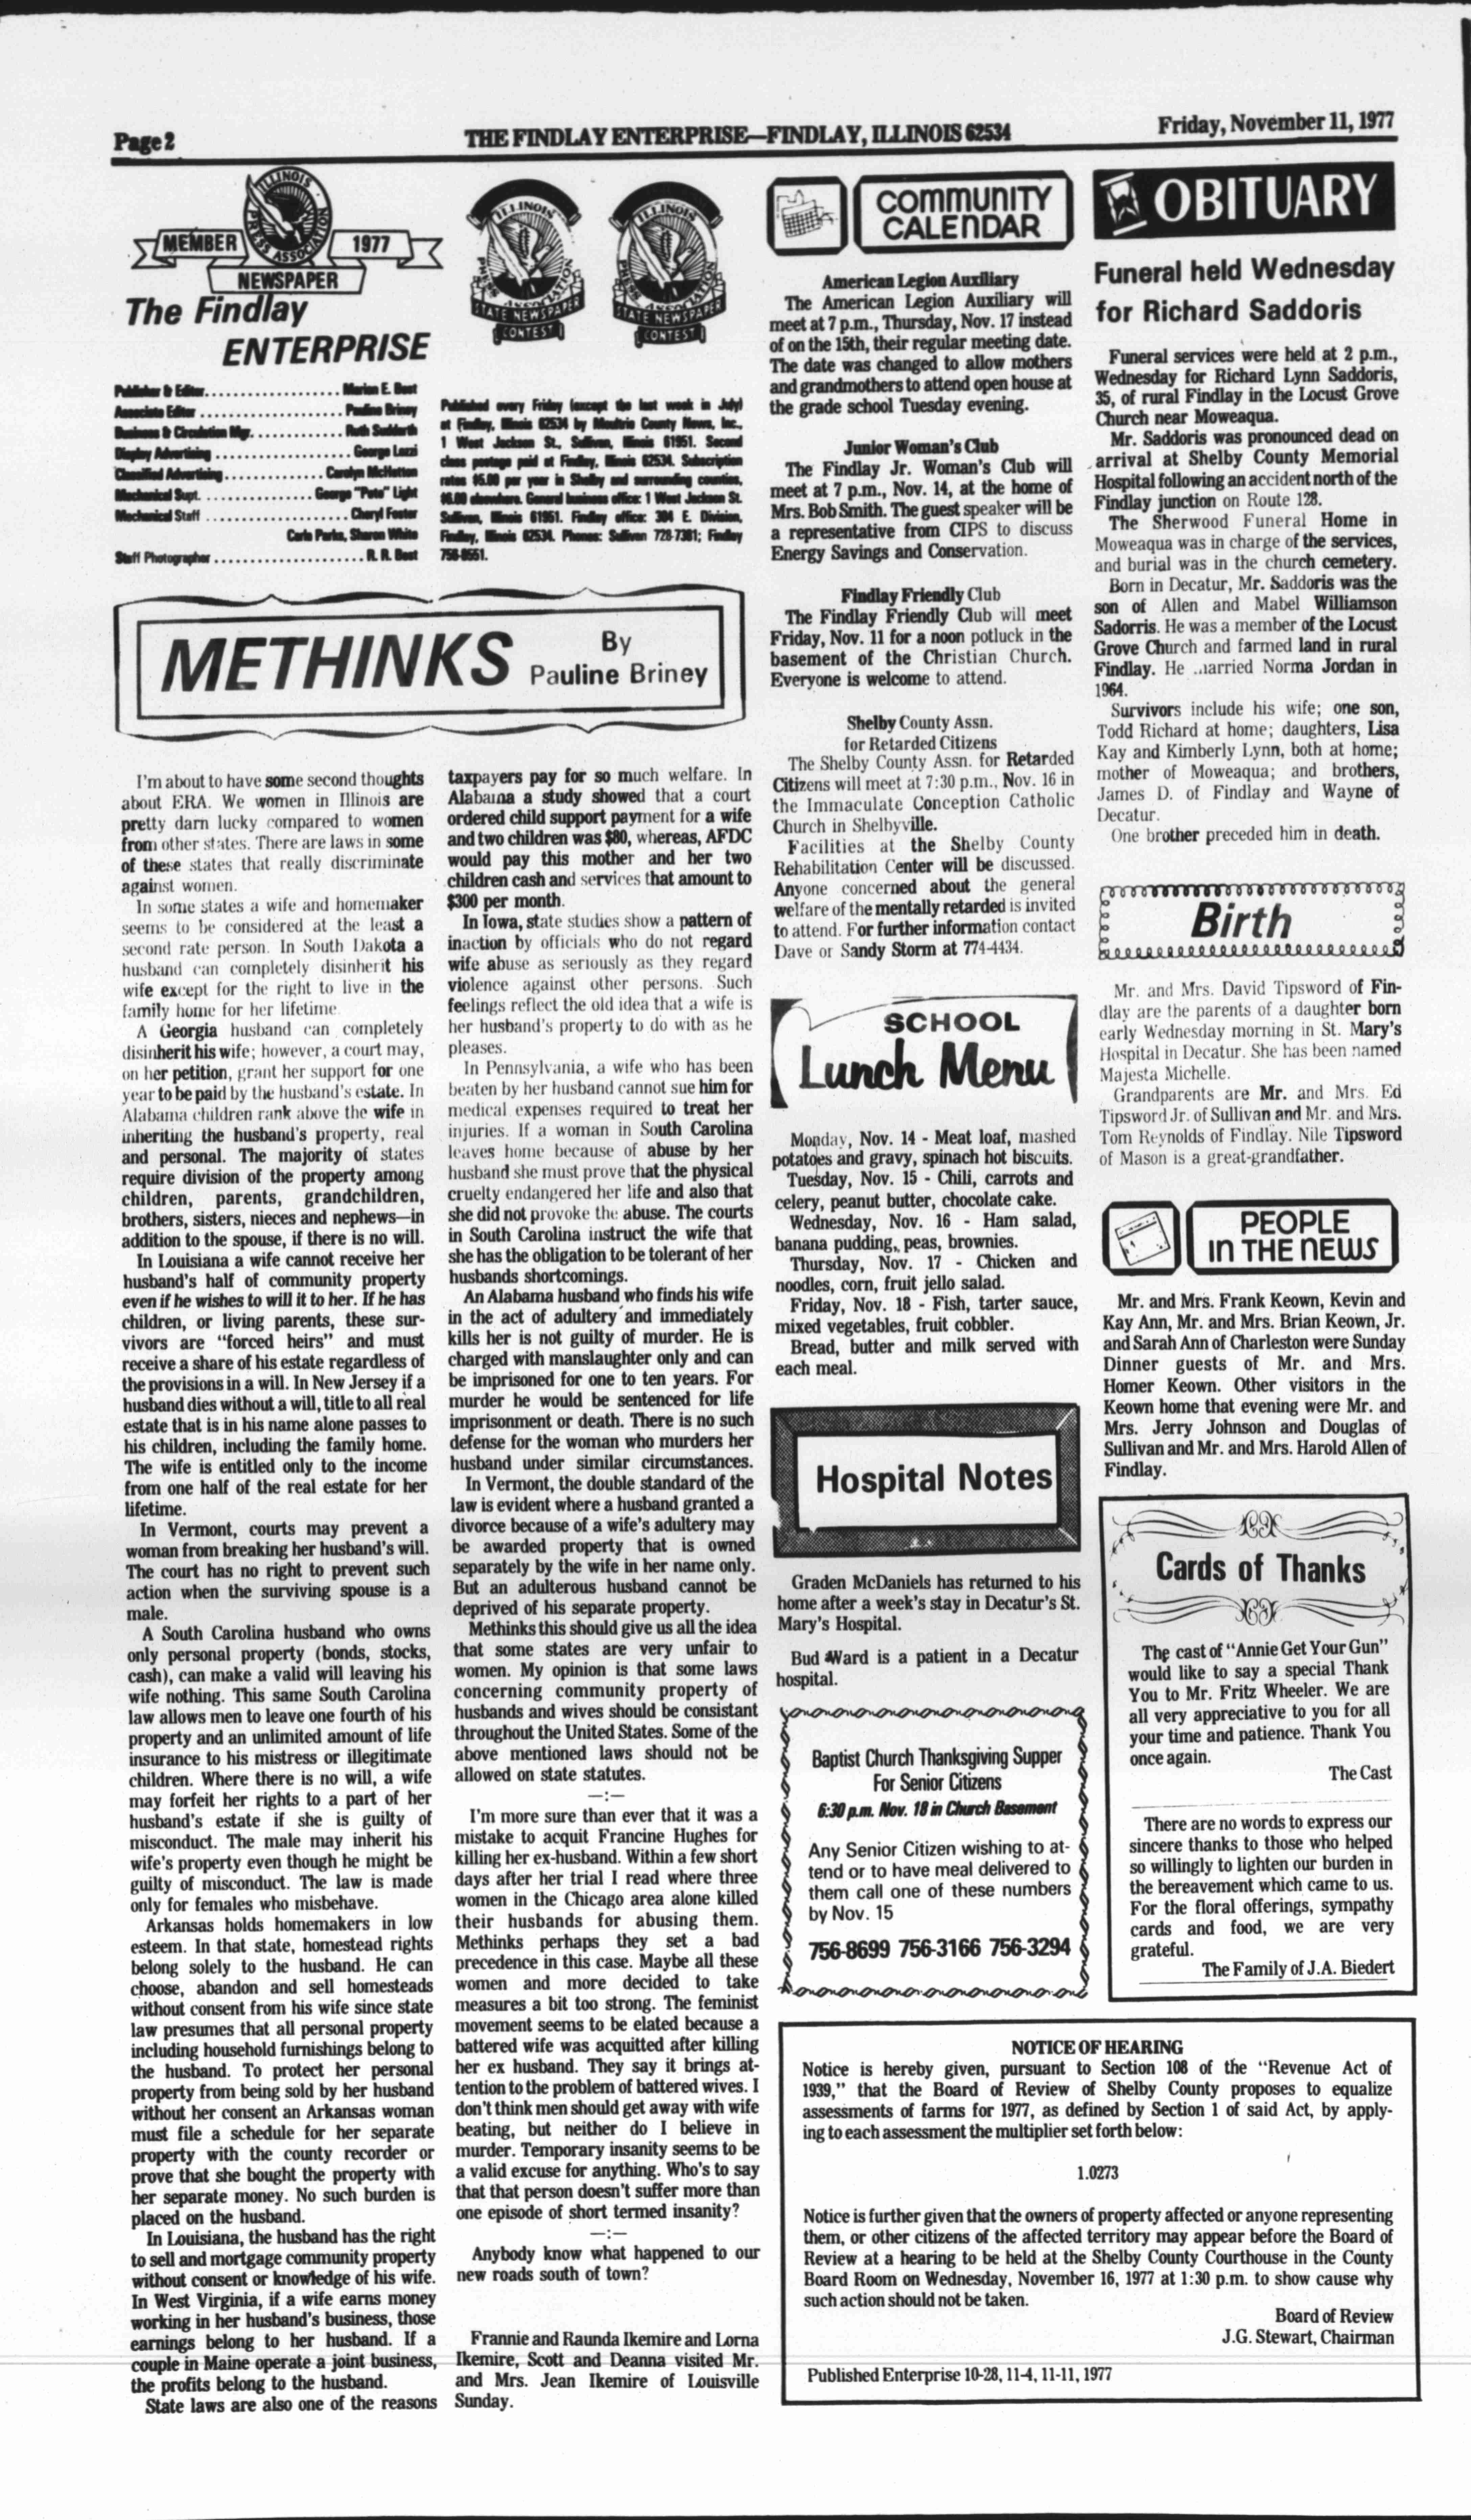 Page 2
THE FINDLAY ENTERPRISE—FINDLAY, ILLINOIS 62534
Friday, November 11, 1977
ILLINOIS
PRESS ASSOCIATION
MEMBER
1977
NEWSPAPER
The Findlay
ENTERPRISE
Publisher & Editor. . . . . . . . . . . . . . . . . . . Marion E. Best
Associate Editor . . . . . . . . . . . . . . . . . . . . Pauline Briney
Business & Circulation Mgr. . . . . . . . . . . . . Ruth Suddarth
Display Advertising . . . . . . . . . . . . . . . . . . . George Lozzi
Classified Advertising . . . . . . . . . . . . . . Carolyn McHatton
Mechanical Supt. . . . . . . . . . . . . . . . George "Pete" Light
Mechanical Staff . . . . . . . . . . . . . . . . . . . . Cheryl Foster
Carla Parks, Sharon White
Staff Photographer . . . . . . . . . . . . . . . . . . . . . R. R. Best
ILLINOIS
PRESS ASSOCIATION
STATE NEWSPAPER
CONTEST
ILLINOIS
PRESS ASSOCIATION
STATE NEWSPAPER
CONTEST
Published every Friday (except the last week in July)
at Findlay, Illinois 62534 by Moultrie County News, Inc.,
1 West Jackson St., Sullivan, Illinois 61951. Second
class postage paid at Findlay, Illinois 62534. Subscription
rates $5.00 per year in Shelby and surrounding counties,
$6.00 elsewhere. General business office: 1 West Jackson St.
Sullivan, Illinois 61951. Findlay office: 304 E. Division,
Findlay, Illinois 62534. Phones: Sullivan 728-7381; Findlay
756-8551.
METHINKS
By
Pauline Briney
I'm about to have some second thoughts
about ERA. We women in Illinois are
pretty darn lucky compared to women
from other states. There are laws in some
of these states that really discriminate
against women.
In some states a wife and homemaker
seems to be considered at the least a
second rate person. In South Dakota a
husband can completely disinherit his
wife except for the right to live in the
family home for her lifetime.
A Georgia husband can completely
disinherit his wife; however, a court may,
on her petition, grant her support for one
year to be paid by the husband's estate. In
Alabama children rank above the wife in
inheriting the husband's property, real
and personal. The majority of states
require division of the property among
children, parents, grandchildren,
brothers, sisters, nieces and nephews—in
addition to the spouse, if there is no will.
In Louisiana a wife cannot receive her
husband's half of community property
even if he wishes to will it to her. If he has
children, or living parents, these sur-
vivors are "forced heirs" and must
receive a share of his estate regardless of
the provisions in a will. In New Jersey if a
husband dies without a will, title to all real
estate that is in his name alone passes to
his children, including the family home.
The wife is entitled only to the income
from one half of the real estate for her
lifetime.
In Vermont, courts may prevent a
woman from breaking her husband's will.
The court has no right to prevent such
action when the surviving spouse is a
male.
A South Carolina husband who owns
only personal property (bonds, stocks,
cash), can make a valid will leaving his
wife nothing. This same South Carolina
law allows men to leave one fourth of his
property and an unlimited amount of life
insurance to his mistress or illegitimate
children. Where there is no will, a wife
may forfeit her rights to a part of her
husband's estate if she is guilty of
misconduct. The male may inherit his
wife's property even though he might be
guilty of misconduct. The law is made
only for females who misbehave.
Arkansas holds homemakers in low
esteem. In that state, homestead rights
belong solely to the husband. He can
choose, abandon and sell homesteads
without consent from his wife since state
law presumes that all personal property
including household furnishings belong to
the husband. To protect her personal
property from being sold by her husband
without her consent an Arkansas woman
must file a schedule for her separate
property with the county recorder or
prove that she bought the property with
her separate money. No such burden is
placed on the husband.
In Louisiana, the husband has the right
to sell and mortgage community property
without consent or knowledge of his wife.
In West Virginia, if a wife earns money
working in her husband's business, those
earnings belong to her husband. If a
couple in Maine operate a joint business,
the profits belong to the husband.
State laws are also one of the reasons
taxpayers pay for so much welfare. In
Alabama a study showed that a court
ordered child support payment for a wife
and two children was $80, whereas, AFDC
would pay this mother and her two
children cash and services that amount to
$300 per month.
In Iowa, state studies show a pattern of
inaction by officials who do not regard
wife abuse as seriously as they regard
violence against other persons. Such
feelings reflect the old idea that a wife is
her husband's property to do with as he
pleases.
In Pennsylvania, a wife who has been
beaten by her husband cannot sue him for
medical expenses required to treat her
injuries. If a woman in South Carolina
leaves home because of abuse by her
husband she must prove that the physical
cruelty endangered her life and also that
she did not provoke the abuse. The courts
in South Carolina instruct the wife that
she has the obligation to be tolerant of her
husbands shortcomings.
An Alabama husband who finds his wife
in the act of adultery and immediately
kills her is not guilty of murder. He is
charged with manslaughter only and can
be imprisoned for one to ten years. For
murder he would be sentenced for life
imprisonment or death. There is no such
defense for the woman who murders her
husband under similar circumstances.
In Vermont, the double standard of the
law is evident where a husband granted a
divorce because of a wife's adultery may
be awarded property that is owned
separately by the wife in her name only.
But an adulterous husband cannot be
deprived of his separate property.
Methinks this should give us all the idea
that some states are very unfair to
women. My opinion is that some laws
concerning community property of
husbands and wives should be consistant
throughout the United States. Some of the
above mentioned laws should not be
allowed on state statutes.
—:—
I'm more sure than ever that it was a
mistake to acquit Francine Hughes for
killing her ex-husband. Within a few short
days after her trial I read where three
women in the Chicago area alone killed
their husbands for abusing them.
Methinks perhaps they set a bad
precedence in this case. Maybe all these
women and more decided to take
measures a bit too strong. The feminist
movement seems to be elated because a
battered wife was acquitted after killing
her ex husband. They say it brings at-
tention to the problem of battered wives. I
don't think men should get away with wife
beating, but neither do I believe in
murder. Temporary insanity seems to be
a valid excuse for anything. Who's to say
that that person doesn't suffer more than
one episode of short termed insanity?
—:—
Anybody know what happened to our
new roads south of town?
Frannie and Raunda Ikemire and Lorna
Ikemire, Scott and Deanna visited Mr.
and Mrs. Jean Ikemire of Louisville
Sunday.
COMMUNITY
CALENDAR
American Legion Auxiliary
The American Legion Auxiliary will
meet at 7 p.m., Thursday, Nov. 17 instead
of on the 15th, their regular meeting date.
The date was changed to allow mothers
and grandmothers to attend open house at
the grade school Tuesday evening.
Junior Woman's Club
The Findlay Jr. Woman's Club will
meet at 7 p.m., Nov. 14, at the home of
Mrs. Bob Smith. The guest speaker will be
a representative from CIPS to discuss
Energy Savings and Conservation.
Findlay Friendly Club
The Findlay Friendly Club will meet
Friday, Nov. 11 for a noon potluck in the
basement of the Christian Church.
Everyone is welcome to attend.
Shelby County Assn.
for Retarded Citizens
The Shelby County Assn. for Retarded
Citizens will meet at 7:30 p.m., Nov. 16 in
the Immaculate Conception Catholic
Church in Shelbyville.
Facilities at the Shelby County
Rehabilitation Center will be discussed.
Anyone concerned about the general
welfare of the mentally retarded is invited
to attend. For further information contact
Dave or Sandy Storm at 774-4434.
SCHOOL
Lunch Menu
Monday, Nov. 14 - Meat loaf, mashed
potatoes and gravy, spinach hot biscuits.
Tuesday, Nov. 15 - Chili, carrots and
celery, peanut butter, chocolate cake.
Wednesday, Nov. 16 - Ham salad,
banana pudding, peas, brownies.
Thursday, Nov. 17 - Chicken and
noodles, corn, fruit jello salad.
Friday, Nov. 18 - Fish, tarter sauce,
mixed vegetables, fruit cobbler.
Bread, butter and milk served with
each meal.
Hospital Notes
Graden McDaniels has returned to his
home after a week's stay in Decatur's St.
Mary's Hospital.
Bud Ward is a patient in a Decatur
hospital.
Baptist Church Thanksgiving Supper
For Senior Citizens
6:30 p.m. Nov. 18 in Church Basement
Any Senior Citizen wishing to at-
tend or to have meal delivered to
them call one of these numbers
by Nov. 15
756-8699 756-3166 756-3294
OBITUARY
Funeral held Wednesday
for Richard Saddoris
Funeral services were held at 2 p.m.,
Wednesday for Richard Lynn Saddoris,
35, of rural Findlay in the Locust Grove
Church near Moweaqua.
Mr. Saddoris was pronounced dead on
arrival at Shelby County Memorial
Hospital following an accident north of the
Findlay junction on Route 128.
The Sherwood Funeral Home in
Moweaqua was in charge of the services,
and burial was in the church cemetery.
Born in Decatur, Mr. Saddoris was the
son of Allen and Mabel Williamson
Sadorris. He was a member of the Locust
Grove Church and farmed land in rural
Findlay. He married Norma Jordan in
1964.
Survivors include his wife; one son,
Todd Richard at home; daughters, Lisa
Kay and Kimberly Lynn, both at home;
mother of Moweaqua; and brothers,
James D. of Findlay and Wayne of
Decatur.
One brother preceded him in death.
Birth
Mr. and Mrs. David Tipsword of Fin-
dlay are the parents of a daughter born
early Wednesday morning in St. Mary's
Hospital in Decatur. She has been named
Majesta Michelle.
Grandparents are Mr. and Mrs. Ed
Tipsword Jr. of Sullivan and Mr. and Mrs.
Tom Reynolds of Findlay. Nile Tipsword
of Mason is a great-grandfather.
PEOPLE
IN THE NEWS
Mr. and Mrs. Frank Keown, Kevin and
Kay Ann, Mr. and Mrs. Brian Keown, Jr.
and Sarah Ann of Charleston were Sunday
Dinner guests of Mr. and Mrs.
Homer Keown. Other visitors in the
Keown home that evening were Mr. and
Mrs. Jerry Johnson and Douglas of
Sullivan and Mr. and Mrs. Harold Allen of
Findlay.
Cards of Thanks
The cast of "Annie Get Your Gun"
would like to say a special Thank
You to Mr. Fritz Wheeler. We are
all very appreciative to you for all
your time and patience. Thank You
once again.
The Cast
There are no words to express our
sincere thanks to those who helped
so willingly to lighten our burden in
the bereavement which came to us.
For the floral offerings, sympathy
cards and food, we are very
grateful.
The Family of J.A. Biedert
NOTICE OF HEARING
Notice is hereby given, pursuant to Section 108 of the "Revenue Act of
1939," that the Board of Review of Shelby County proposes to equalize
assessments of farms for 1977, as defined by Section 1 of said Act, by apply-
ing to each assessment the multiplier set forth below:
1.0273
Notice is further given that the owners of property affected or anyone representing
them, or other citizens of the affected territory may appear before the Board of
Review at a hearing to be held at the Shelby County Courthouse in the County
Board Room on Wednesday, November 16, 1977 at 1:30 p.m. to show cause why
such action should not be taken.
Board of Review
J.G. Stewart, Chairman
Published Enterprise 10-28, 11-4, 11-11, 1977